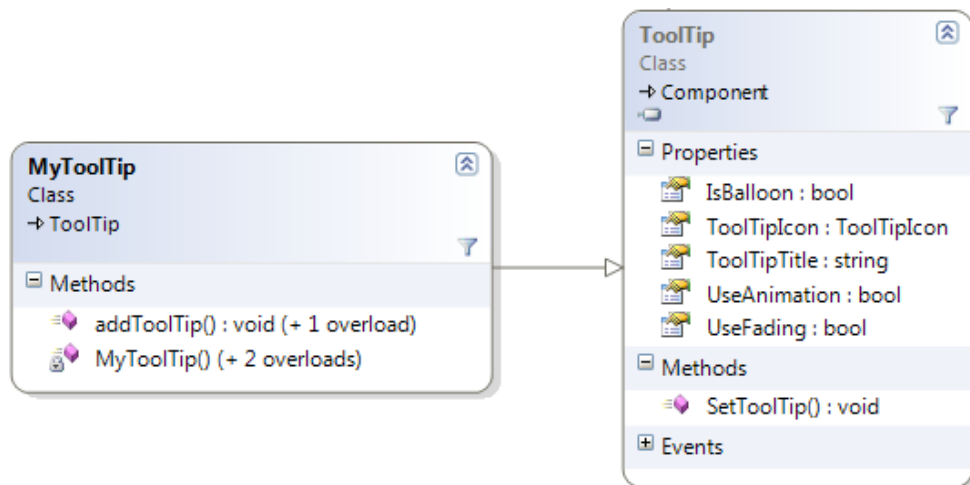 MyToolTip
Class
ToolTip
Methods
addToolTip() : void (+ 1 overload)
MyToolTip() (+ 2 overloads)
ToolTip
Class
Component
Properties
IsBalloon : bool
ToolTipIcon : ToolTipIcon
ToolTipTitle : string
UseAnimation : bool
UseFading : bool
Methods
SetToolTip() : void
Events